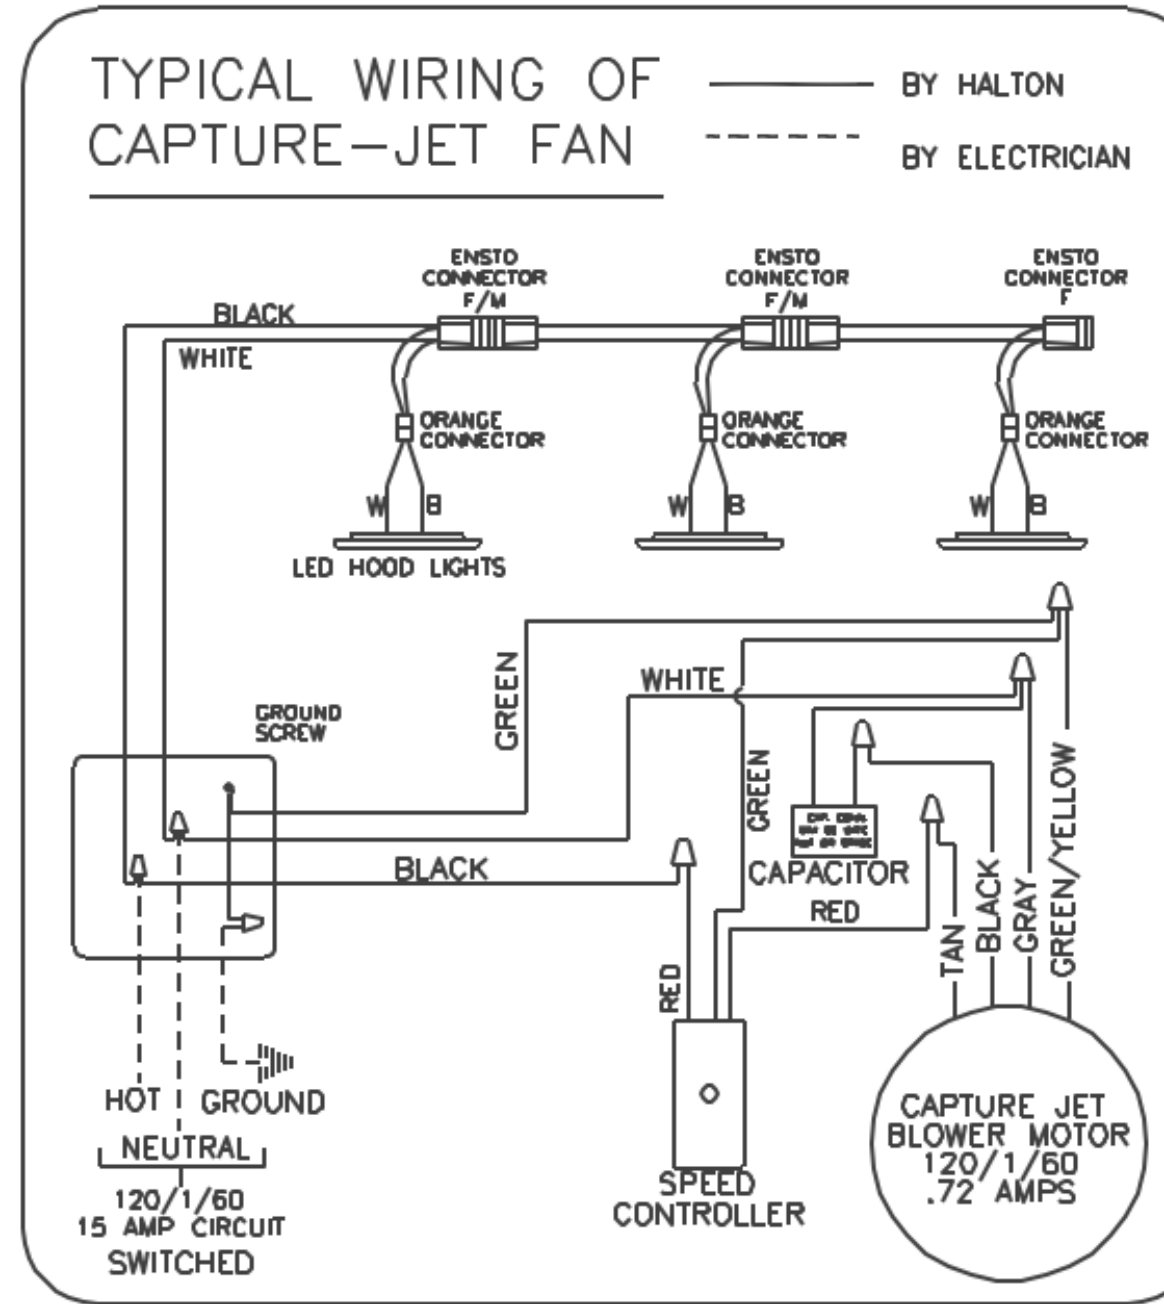 TYPICAL WIRING OF
CAPTURE-JET FAN
BY HALTON
BY ELECTRICIAN
ENSTO
CONNECTOR
F/M
ENSTO
CONNECTOR
F/M
ENSTO
CONNECTOR
F
BLACK
WHITE
ORANGE
CONNECTOR
ORANGE
CONNECTOR
ORANGE
CONNECTOR
W B
W B
W B
LED HOOD LIGHTS
GREEN
WHITE
GROUND
SCREW
GREEN
BLACK
CAPACITOR
RED
RED
TAN
BLACK
GRAY
GREEN/YELLOW
HOT
GROUND
NEUTRAL
120/1/60
15 AMP CIRCUIT
SWITCHED
SPEED
CONTROLLER
CAPTURE JET
BLOWER MOTOR
120/1/60
.72 AMPS